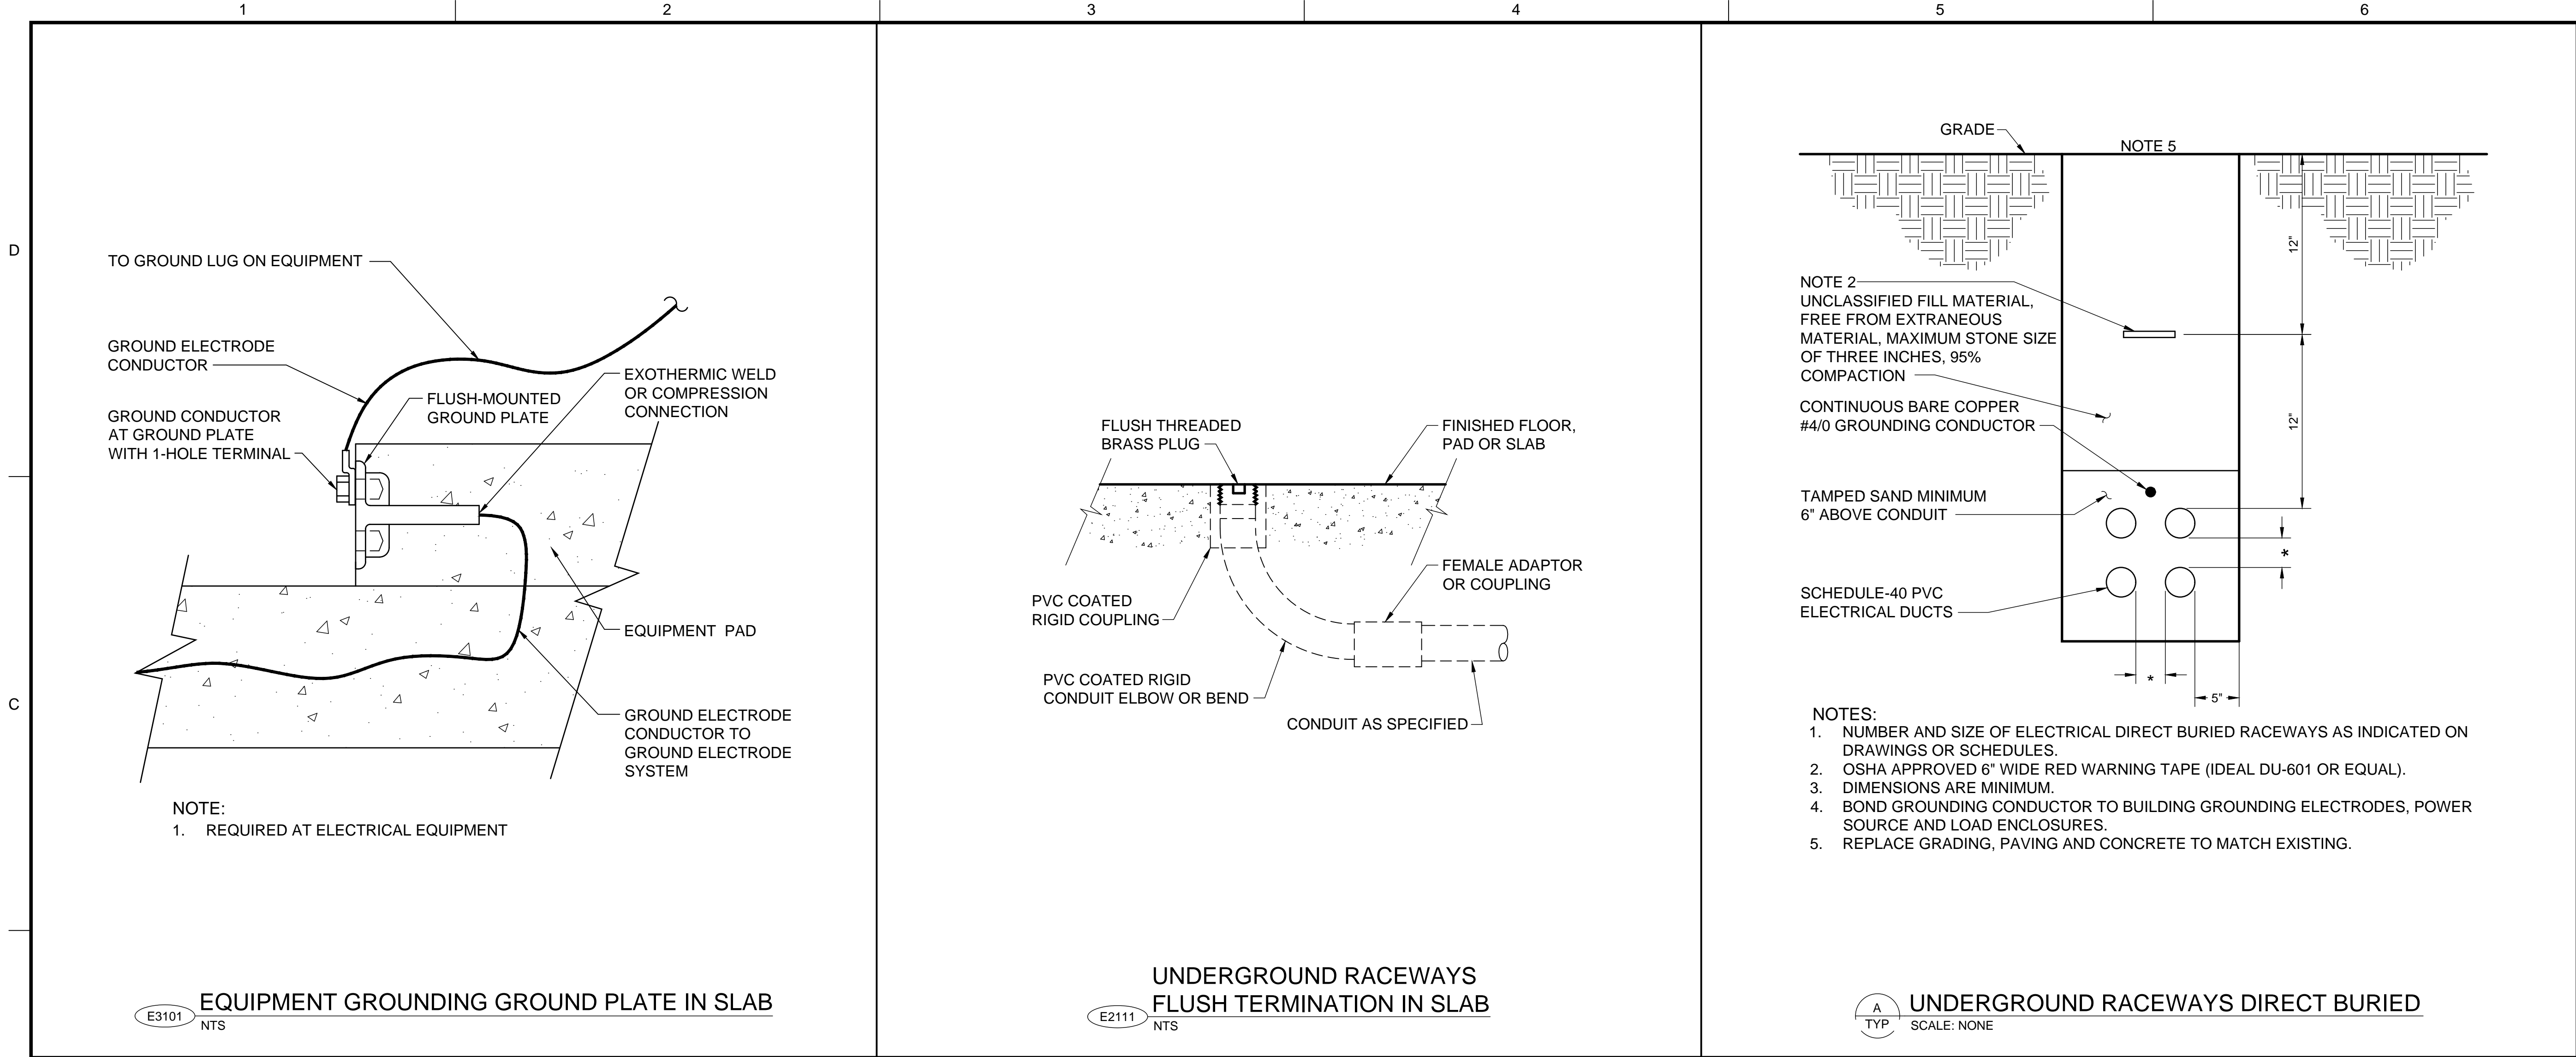 1
2
3
4
5
6
D
C
TO GROUND LUG ON EQUIPMENT
GROUND ELECTRODE
CONDUCTOR
GROUND CONDUCTOR
AT GROUND PLATE
WITH 1-HOLE TERMINAL
FLUSH-MOUNTED
GROUND PLATE
EXOTHERMIC WELD
OR COMPRESSION
CONNECTION
EQUIPMENT PAD
GROUND ELECTRODE
CONDUCTOR TO
GROUND ELECTRODE
SYSTEM
NOTE:
1. REQUIRED AT ELECTRICAL EQUIPMENT
E3101
EQUIPMENT GROUNDING GROUND PLATE IN SLAB
NTS
FLUSH THREADED
BRASS PLUG
FINISHED FLOOR,
PAD OR SLAB
FEMALE ADAPTOR
OR COUPLING
PVC COATED
RIGID COUPLING
PVC COATED RIGID
CONDUIT ELBOW OR BEND
CONDUIT AS SPECIFIED
UNDERGROUND RACEWAYS
FLUSH TERMINATION IN SLAB
E2111
NTS
GRADE
NOTE 5
12"
NOTE 2
UNCLASSIFIED FILL MATERIAL,
FREE FROM EXTRANEOUS
MATERIAL, MAXIMUM STONE SIZE
OF THREE INCHES, 95%
COMPACTION
CONTINUOUS BARE COPPER
#4/0 GROUNDING CONDUCTOR
12"
TAMPED SAND MINIMUM
6" ABOVE CONDUIT
*
SCHEDULE-40 PVC
ELECTRICAL DUCTS
*
5"
NOTES:
1. NUMBER AND SIZE OF ELECTRICAL DIRECT BURIED RACEWAYS AS INDICATED ON
DRAWINGS OR SCHEDULES.
2. OSHA APPROVED 6" WIDE RED WARNING TAPE (IDEAL DU-601 OR EQUAL).
3. DIMENSIONS ARE MINIMUM.
4. BOND GROUNDING CONDUCTOR TO BUILDING GROUNDING ELECTRODES, POWER
SOURCE AND LOAD ENCLOSURES.
5. REPLACE GRADING, PAVING AND CONCRETE TO MATCH EXISTING.
A
TYP
UNDERGROUND RACEWAYS DIRECT BURIED
SCALE: NONE